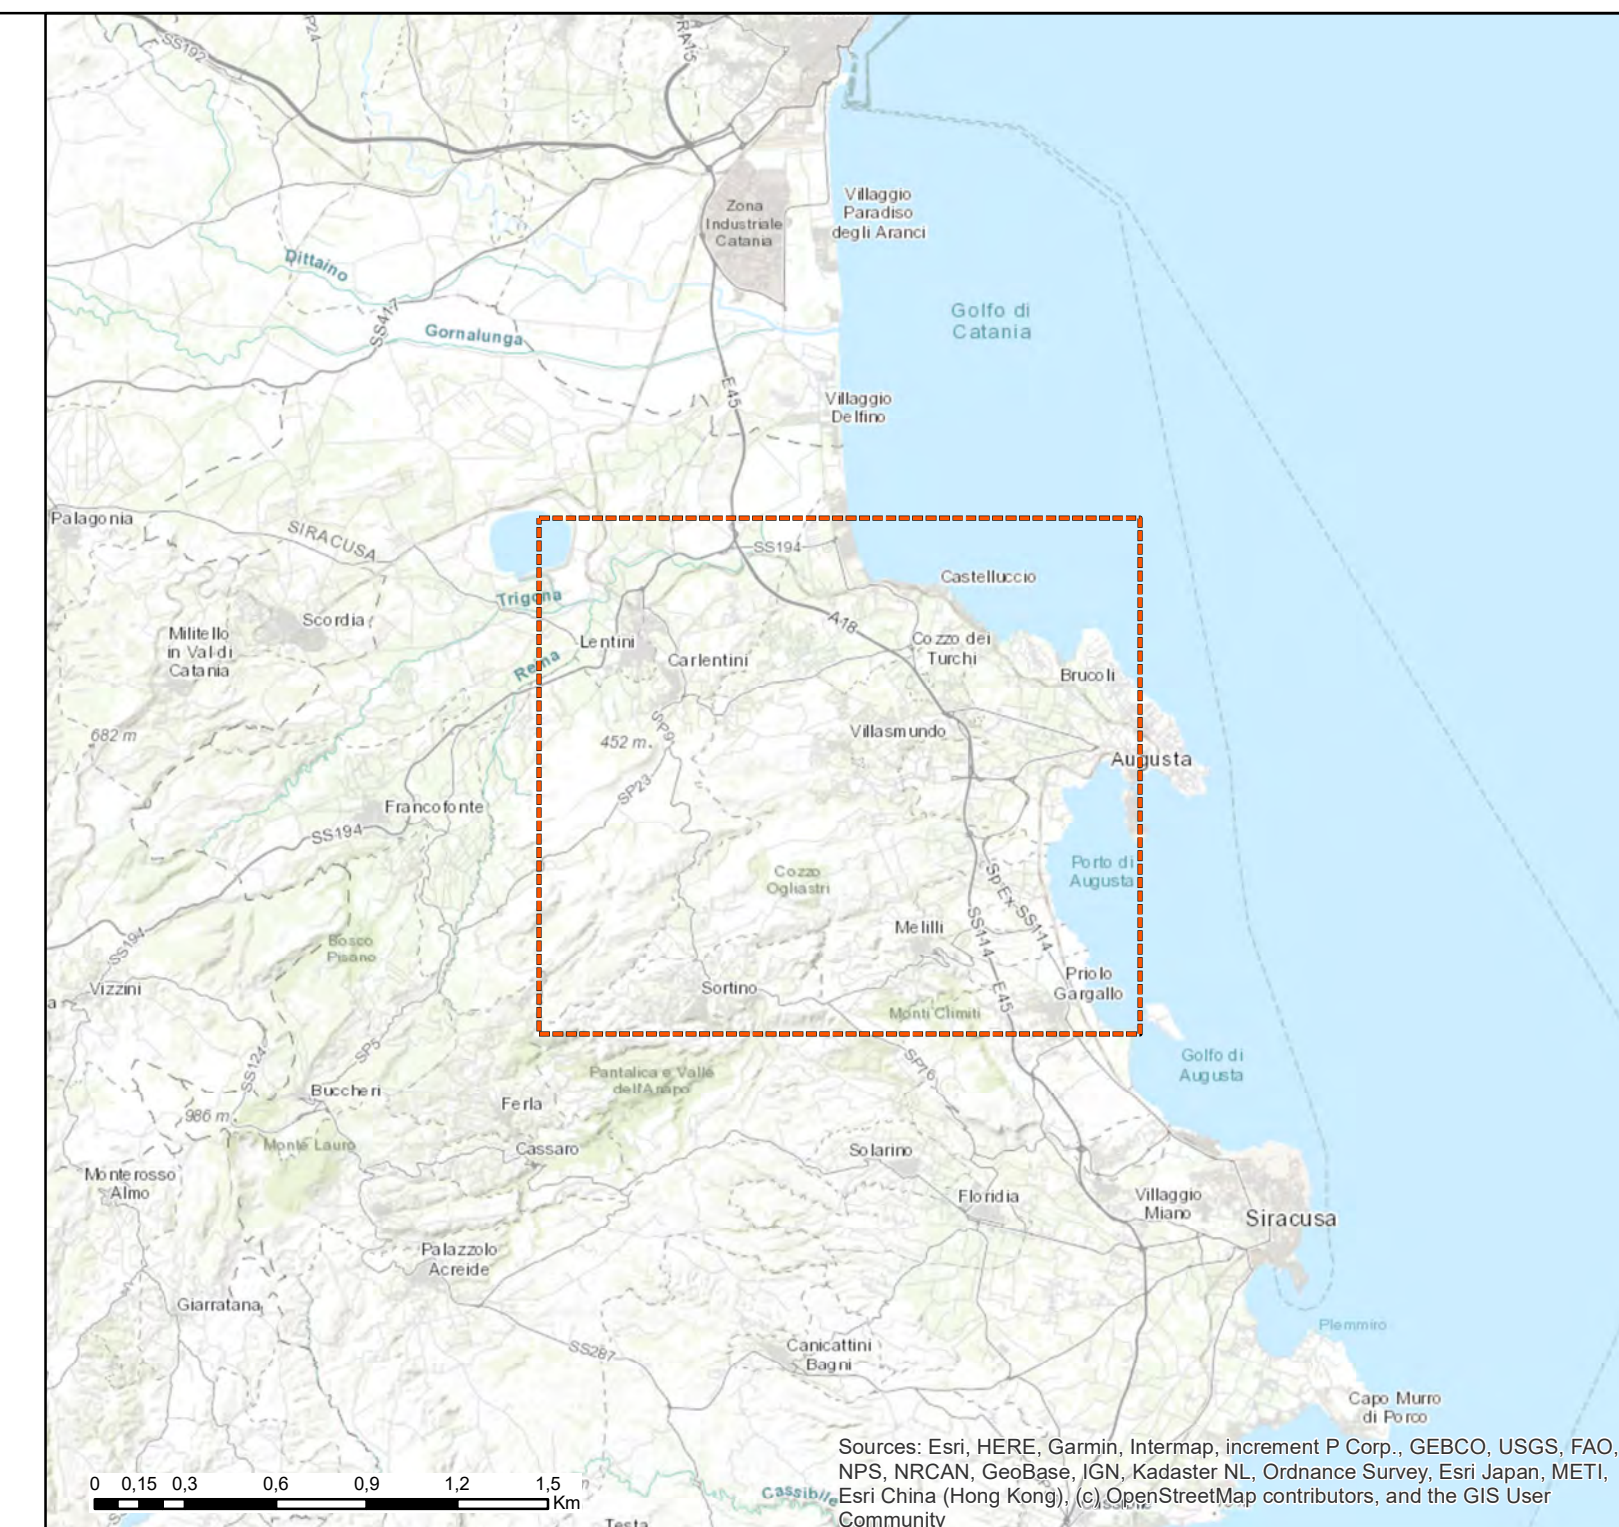 SS192
P24
RA15
Zona
Industriale
Catania
Villaggio
Paradiso
degli Aranci
Dittaino
SS417
Gornalunga
Golfo di
Catania
E45
Villaggio
Delfino
Palagonia
SIRACUSA
SS194
Castelluccio
Trigona
Scordia
Militello
in Val di
Catania
Lentini
A18
Cozzo dei
Turchi
Carlentini
Reina
Brucoli
SP9
682 m
452 m
Villasmundo
Augusta
SP23
Francofonte
SS194
Cozzo
Ogliastri
Porto di
Augusta
Sp Ex SS114
Melilli
SS114
SS194
Bosco
Pisano
Vizzini
a
Sortino
Priolo
Gargallo
E45
Monti Climiti
SP5
SS124
SP76
Golfo di
Augusta
Pantalica e Valle
dell'Anapo
Buccheri
Ferla
986 m
Monte Lauro
Cassaro
Solarino
Monterosso
Almo
Floridia
Villaggio
Miano
Siracusa
Palazzolo
Acreide
Giarratana
SS287
Canicattini
Bagni
Plemmiro
Capo Murro
di Porco
Cassibile
Testa
0 0,15 0,3 0,6 0,9 1,2 1,5
Km
Sources: Esri, HERE, Garmin, Intermap, increment P Corp., GEBCO, USGS, FAO,
NPS, NRCAN, GeoBase, IGN, Kadaster NL, Ordnance Survey, Esri Japan, METI,
Esri China (Hong Kong), (c) OpenStreetMap contributors, and the GIS User
Community